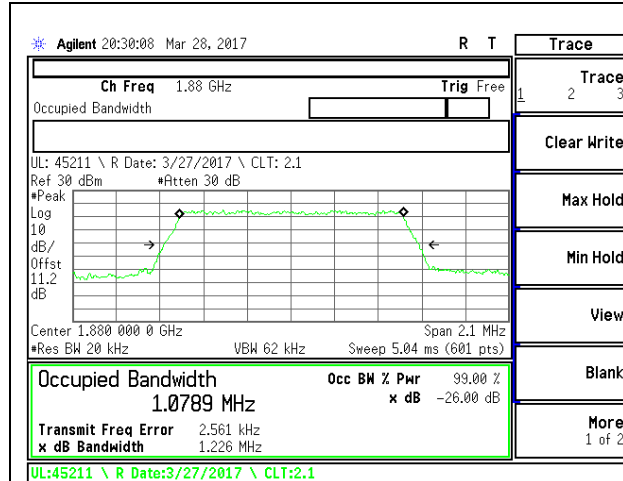 Agilent 20:30:08 Mar 28, 2017 R T
Trace
Ch Freq 1.88 GHz Trig Free
Occupied Bandwidth
UL: 45211 \ R Date: 3/27/2017 \ CLT: 2.1
Ref 30 dBm #Atten 30 dB
#Peak
Log
10
dB/
Offst
11.2
dB
Center 1.880 000 0 GHz Span 2.1 MHz
#Res BW 20 kHz VBW 62 kHz Sweep 5.04 ms (601 pts)
Occupied Bandwidth Occ BW % Pwr 99.00 %
1.0789 MHz x dB -26.00 dB
Transmit Freq Error 2.561 kHz
x dB Bandwidth 1.226 MHz
UL:45211 \ R Date:3/27/2017 \ CLT:2.1
Trace
1 2 3
Clear Write
Max Hold
Min Hold
View
Blank
More
1 of 2